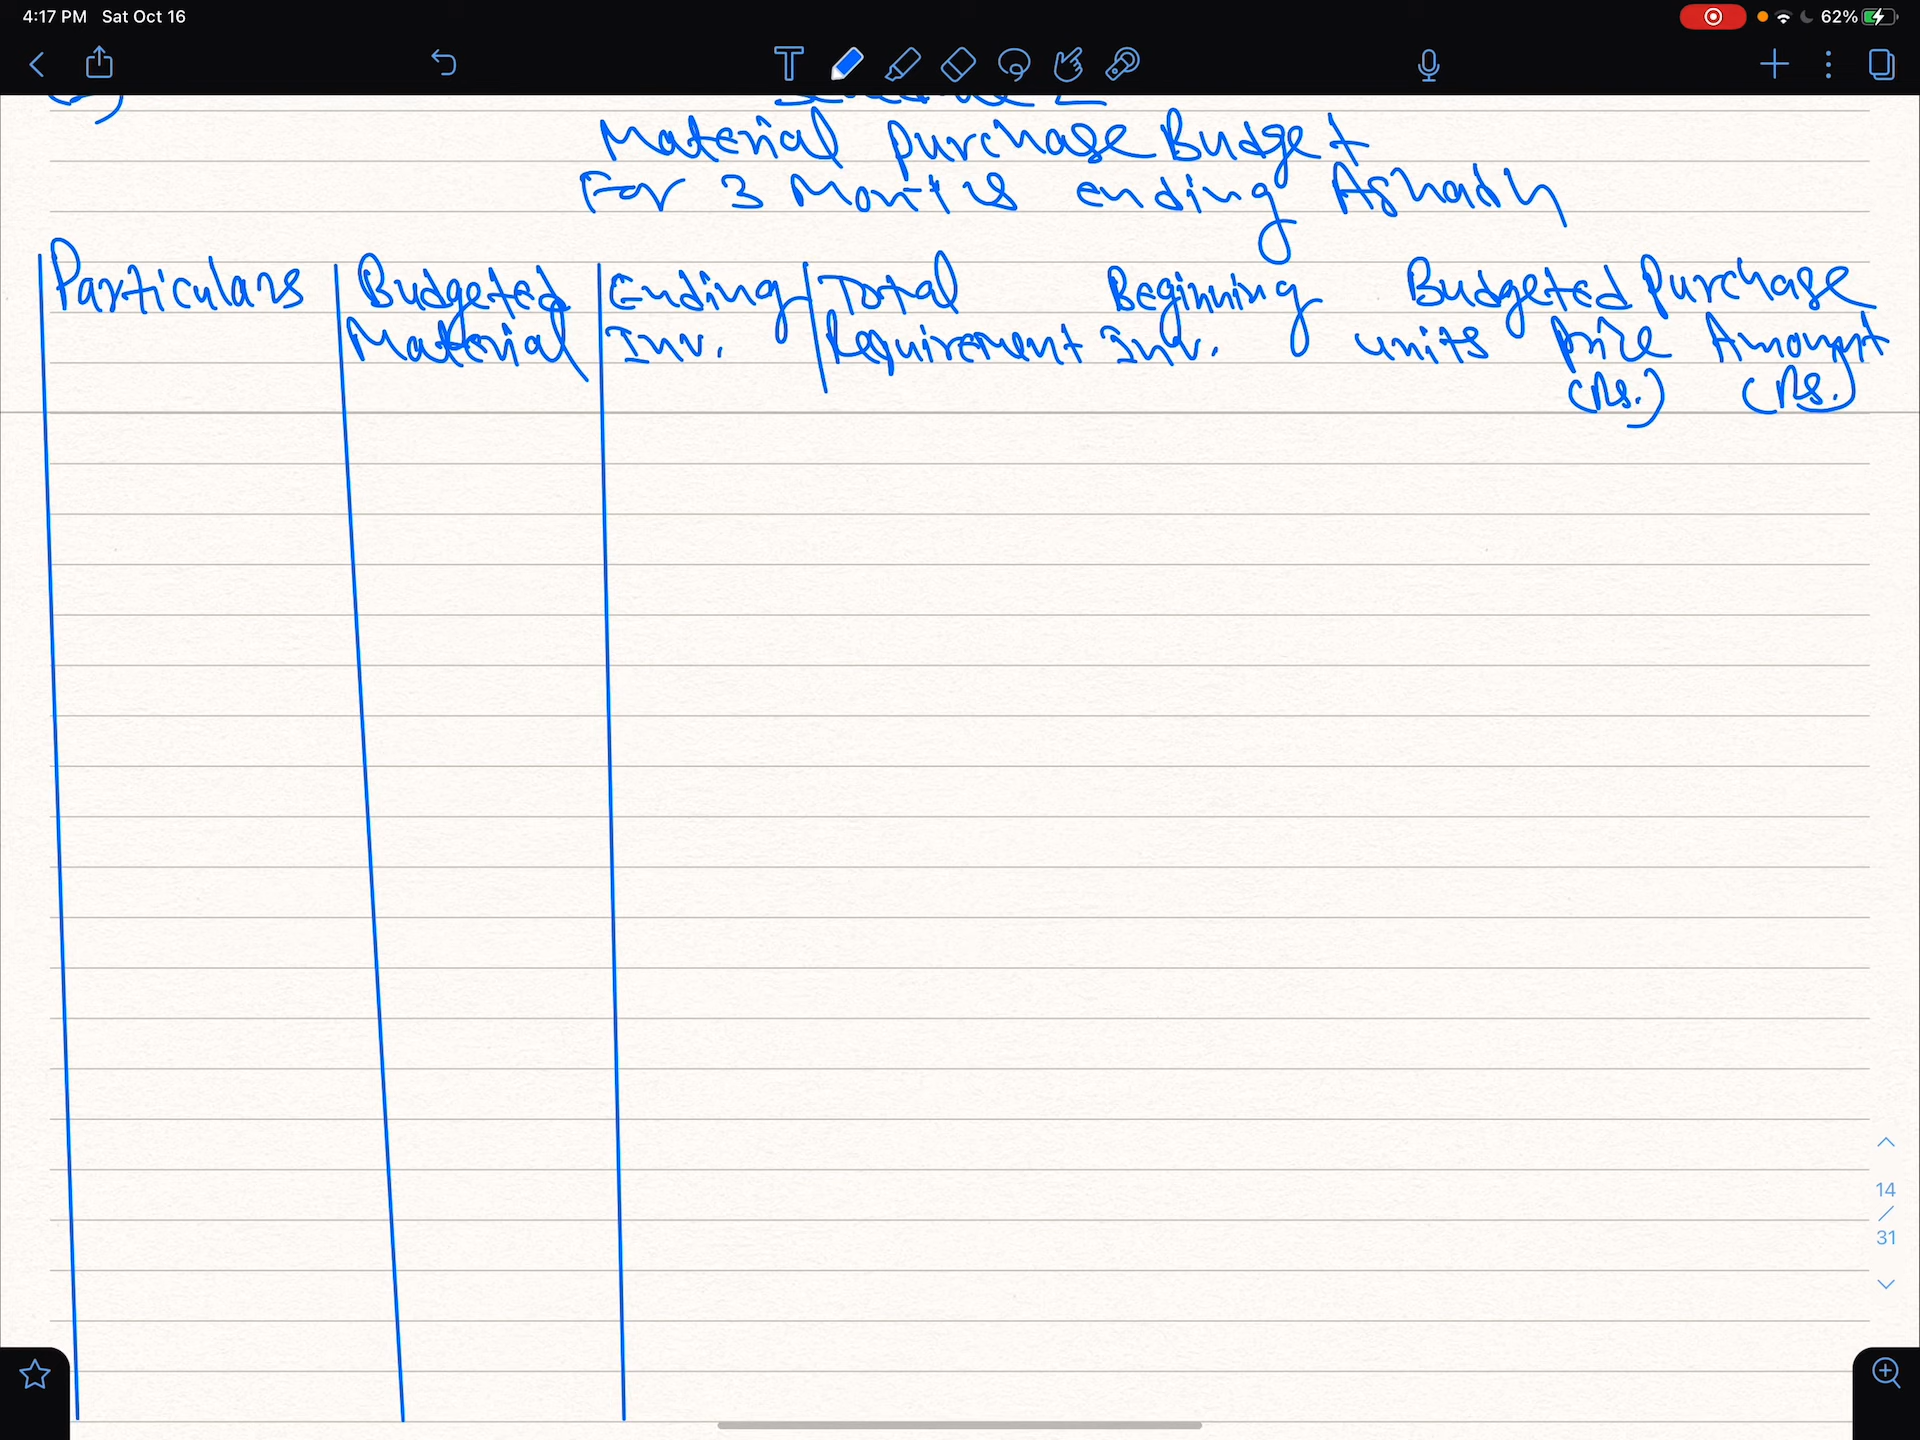 4:17 PM Sat Oct 16
62%
T
Material purchase Budget
For 3 Months ending Ashadh
Particulars Budgeted Ending Total Beginning Budgeted Purchase
Material Inv. Requirement Inv. units price Amount
(Rs.) (Rs.)
14
/
31